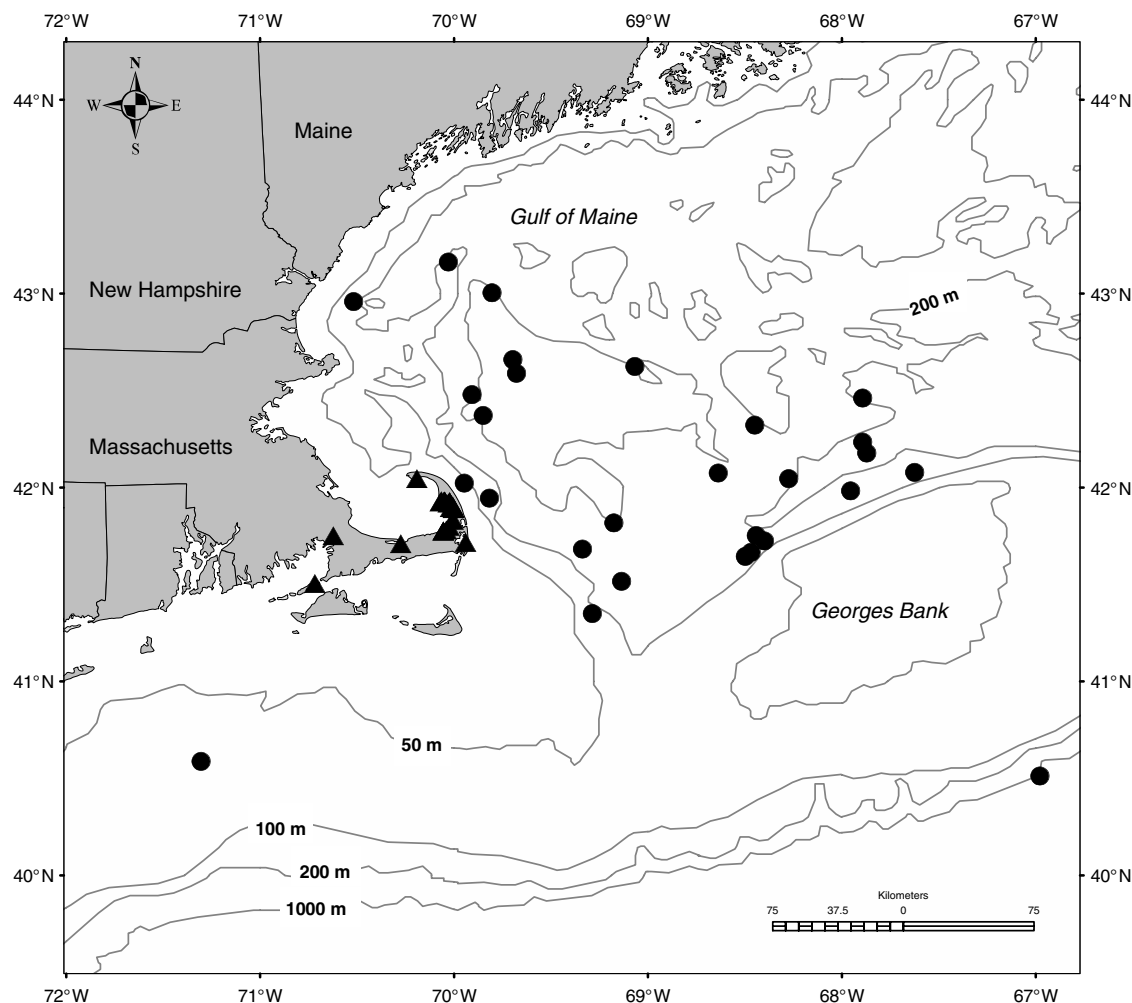 72°W 71°W 70°W 69°W 68°W 67°W
44°N 44°N
N
W E
S
Maine
Gulf of Maine
43°N 43°N
New Hampshire
200 m
Massachusetts
42°N 42°N
Georges Bank
41°N 41°N
50 m
100 m
200 m
1000 m
40°N 40°N
Kilometers
75 37.5 0 75
72°W 71°W 70°W 69°W 68°W 67°W